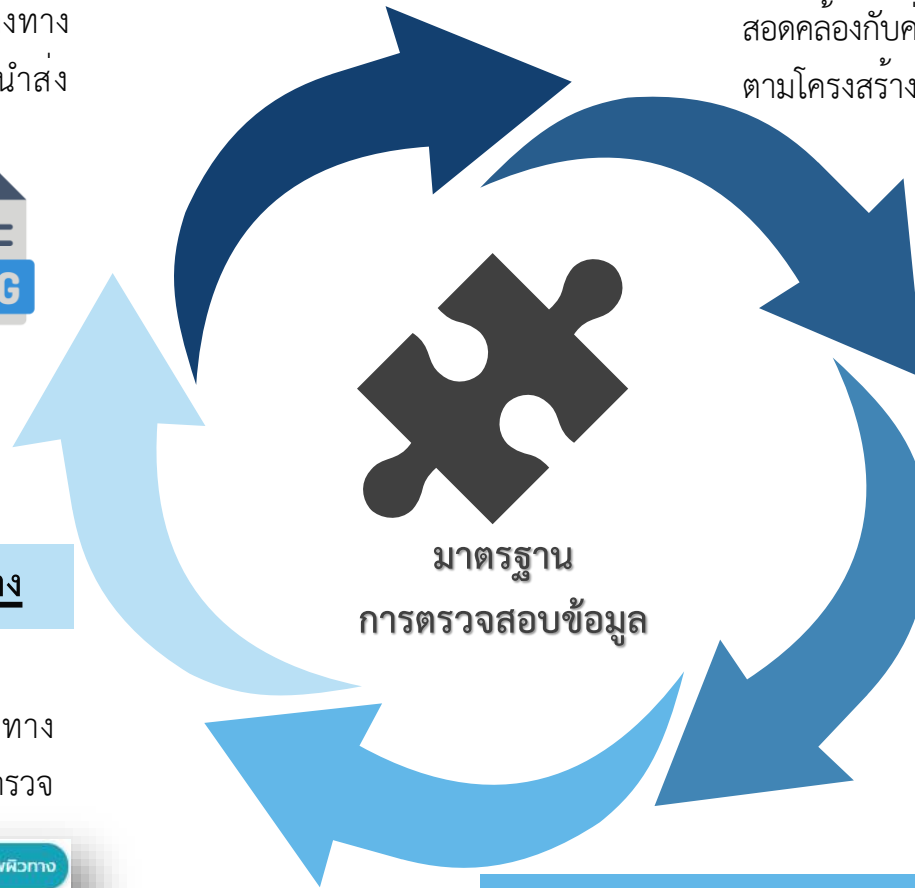 งทาง
นำส่ง
สอดคล้องกับค่
ตามโครงสร้าง
G
มาตรฐาน
การตรวจสอบข้อมูล
าง
ทาง
ตรวจ
พผิวทาง